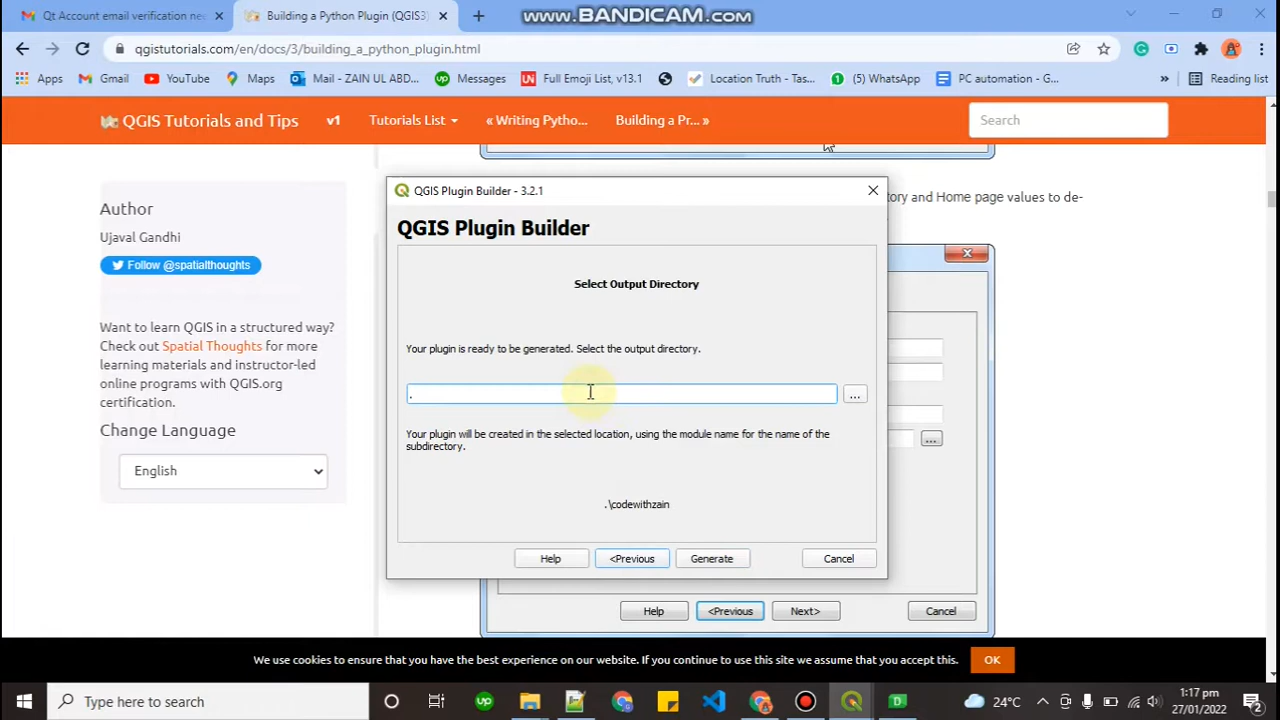 Qt Account email verification ne
Building a Python Plugin (QGIS3)
www.BANDICAM.com
qgistutorials.com/en/docs/3/building_a_python_plugin.html
Apps
Gmail
YouTube
Maps
Mail - ZAIN UL ABD...
Messages
Full Emoji List, v13.1
Location Truth - Tas...
(5) WhatsApp
PC automation - G...
»
Reading list
QGIS Tutorials and Tips
v1
Tutorials List
« Writing Pytho...
Building a Pr... »
Search
Author
Ujaval Gandhi
Follow @spatialthoughts
Want to learn QGIS in a structured way?
Check out Spatial Thoughts for more
learning materials and instructor-led
online programs with QGIS.org
certification.
Change Language
English
ory and Home page values to de-
QGIS Plugin Builder - 3.2.1
QGIS Plugin Builder
Select Output Directory
Your plugin is ready to be generated. Select the output directory.
.
...
Your plugin will be created in the selected location, using the module name for the name of the
subdirectory.
.\codewithzain
Help
<Previous
Generate
Cancel
...
Help
<Previous
Next>
Cancel
We use cookies to ensure that you have the best experience on our website. If you continue to use this site we assume that you accept this.
OK
Type here to search
24°C
1:17 pm
27/01/2022
2